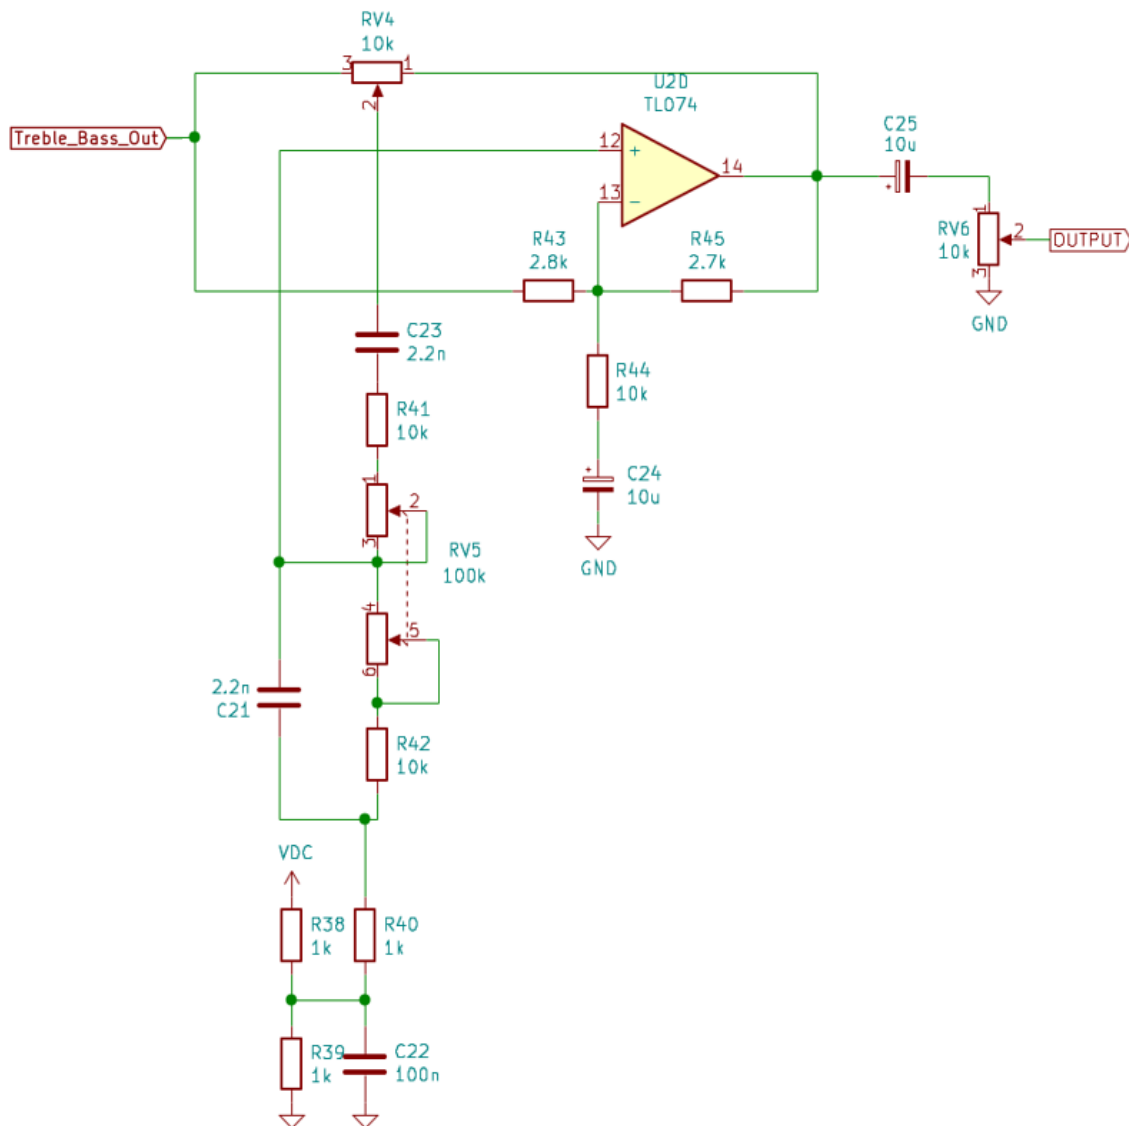 RV4
10k
3
1
2
U2D
TL074
Treble_Bass_Out
12
+
13
−
14
C25
10u
+
1
RV6
10k
2
3
OUTPUT
GND
R43
2.8k
R45
2.7k
C23
2.2n
R44
10k
R41
10k
+
C24
10u
GND
1
2
3
RV5
100k
4
5
6
2.2n
C21
R42
10k
VDC
R38
1k
R40
1k
R39
1k
C22
100n